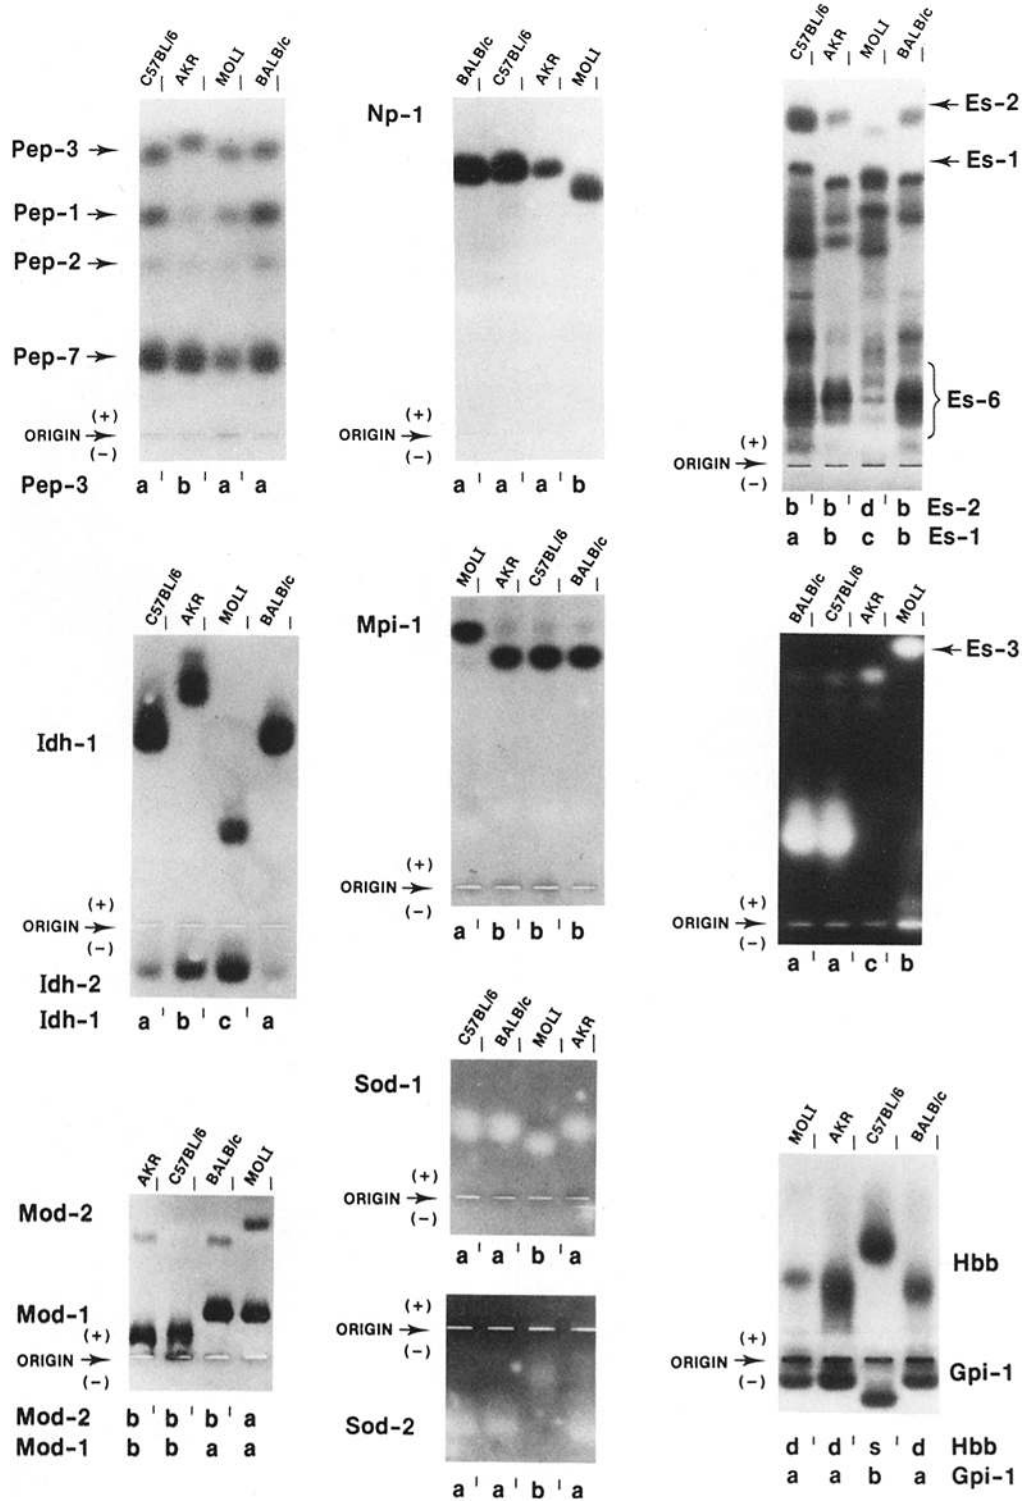 C57BL/6 AKR MOLI BALB/c
Pep-3
Pep-1
Pep-2
Pep-7
(+)
ORIGIN
(-)
Pep-3 a b a a
BALB/c C57BL/6 AKR MOLI
Np-1
(+)
ORIGIN
(-)
a a a b
C57BL/6 AKR MOLI BALB/c
Es-2
Es-1
Es-6
(+)
ORIGIN
(-)
b b d b Es-2
a b c b Es-1
C57BL/6 AKR MOLI BALB/c
Idh-1
(+)
ORIGIN
(-)
Idh-2
Idh-1 a b c a
MOLI AKR C57BL/6 BALB/c
Mpi-1
(+)
ORIGIN
(-)
a b b b
BALB/c C57BL/6 AKR MOLI
Es-3
(+)
ORIGIN
(-)
a a c b
AKR C57BL/6 BALB/c MOLI
Mod-2
Mod-1
(+)
ORIGIN
(-)
Mod-2 b b b a
Mod-1 b b a a
C57BL/6 BALB/c MOLI AKR
Sod-1
(+)
ORIGIN
(-)
a a b a
(+)
ORIGIN
(-)
Sod-2
a a b a
MOLI AKR C57BL/6 BALB/c
Hbb
(+)
ORIGIN
(-)
Gpi-1
d d s d Hbb
a a b a Gpi-1